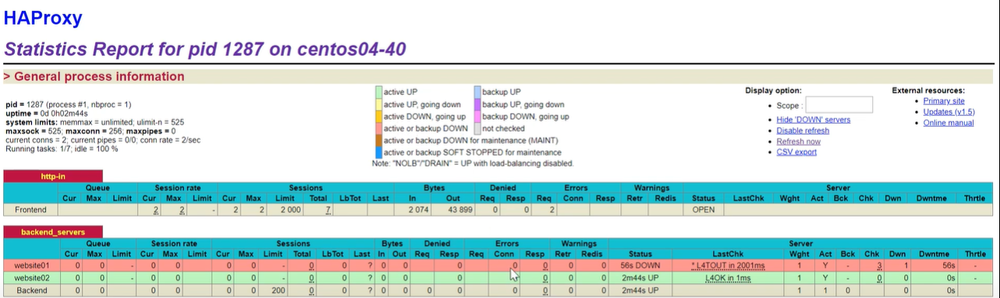 HAProxy
Statistics Report for pid 1287 on centos04-40
> General process information
pid = 1287 (process #1, nbproc = 1)
uptime = 0d 0h02m44s
system limits: memmax = unlimited; ulimit-n = 525
maxsock = 525; maxconn = 256; maxpipes = 0
current conns = 2; current pipes = 0/0; conn rate = 2/sec
Running tasks: 1/7; idle = 100 %
active UP backup UP
active UP, going down backup UP, going down
active DOWN, going up backup DOWN, going up
active or backup DOWN not checked
active or backup DOWN for maintenance (MAINT)
active or backup SOFT STOPPED for maintenance
Note: "NOLB"/"DRAIN" = UP with load-balancing disabled.
Display option:
• Scope :
• Hide 'DOWN' servers
• Disable refresh
• Refresh now
• CSV export
External resources:
• Primary site
• Updates (v1.5)
• Online manual
http-in
Queue Session rate Sessions Bytes Denied Errors Warnings Server
Cur Max Limit Cur Max Limit Cur Max Limit Total LbTot Last In Out Req Resp Req Conn Resp Retr Redis Status LastChk Wght Act Bck Chk Dwn Dwntme Thrtle
Frontend 2 2 - 2 2 2 000 7 2 074 43 899 0 0 2 OPEN
backend_servers
Queue Session rate Sessions Bytes Denied Errors Warnings Server
Cur Max Limit Cur Max Limit Cur Max Limit Total LbTot Last In Out Req Resp Req Conn Resp Retr Redis Status LastChk Wght Act Bck Chk Dwn Dwntme Thrtle
website01 0 0 - 0 0 0 0 - 0 0 ? 0 0 0 0 0 0 0 56s DOWN * L4TOUT in 2001ms 1 Y - 3 1 56s -
website02 0 0 - 0 0 0 0 - 0 0 ? 0 0 0 0 0 0 0 2m44s UP L4OK in 1ms 1 Y - 0 0 0s -
Backend 0 0 0 0 0 0 200 0 0 ? 0 0 0 0 0 0 0 0 2m44s UP 1 1 0 0 0s